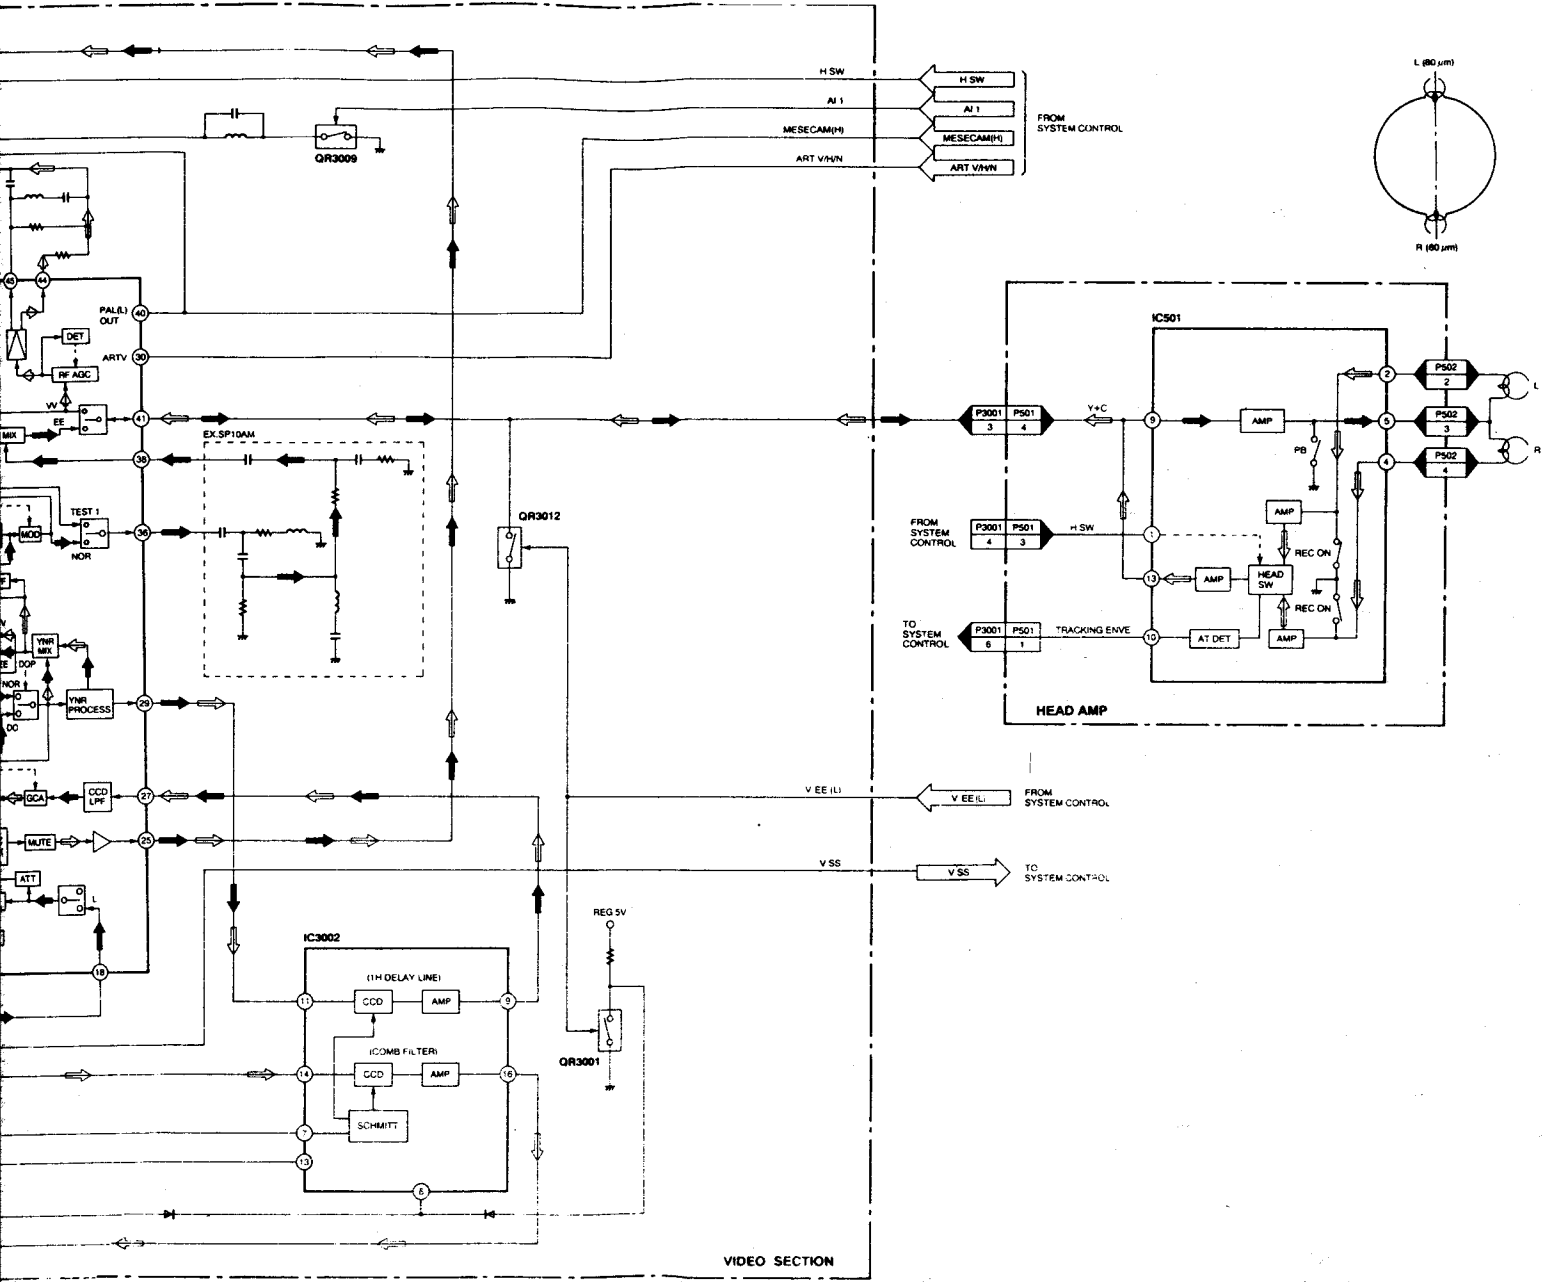 H SW
H SW
AI 1
AI 1
FROM
SYSTEM CONTROL
MESECAM(H)
MESECAM(H)
ART V/H/N
ART V/H/N
QR3009
L (80 µm)
R (80 µm)
45
44
PAL(L)
OUT
40
DET
ARTV
30
RF AGC
VV
EE
41
MIX
38
EX.SP10AM
TEST 1
36
MOD
NOR
QR3012
YNR
MIX
EE
DOP
NOR
YNR
PROCESS
29
DO
GCA
CCD
LPF
27
MUTE
25
ATT
L
18
HEAD AMP
IC501
P3001
3
P501
4
Y+C
9
AMP
PB
2
5
4
P502
2
P502
3
P502
4
L
R
FROM
SYSTEM
CONTROL
P3001
4
P501
3
H SW
1
AMP
REC ON
13
AMP
HEAD
SW
REC ON
TO
SYSTEM
CONTROL
P3001
6
P501
1
TRACKING ENVE
10
AT DET
AMP
V EE (L)
V EE (L)
FROM
SYSTEM CONTROL
V SS
V SS
TO
SYSTEM CONTROL
REG 5V
QR3001
IC3002
(1H DELAY LINE)
11
CCD
AMP
9
(COMB FILTER)
14
CCD
AMP
16
SCHMITT
7
13
VIDEO SECTION